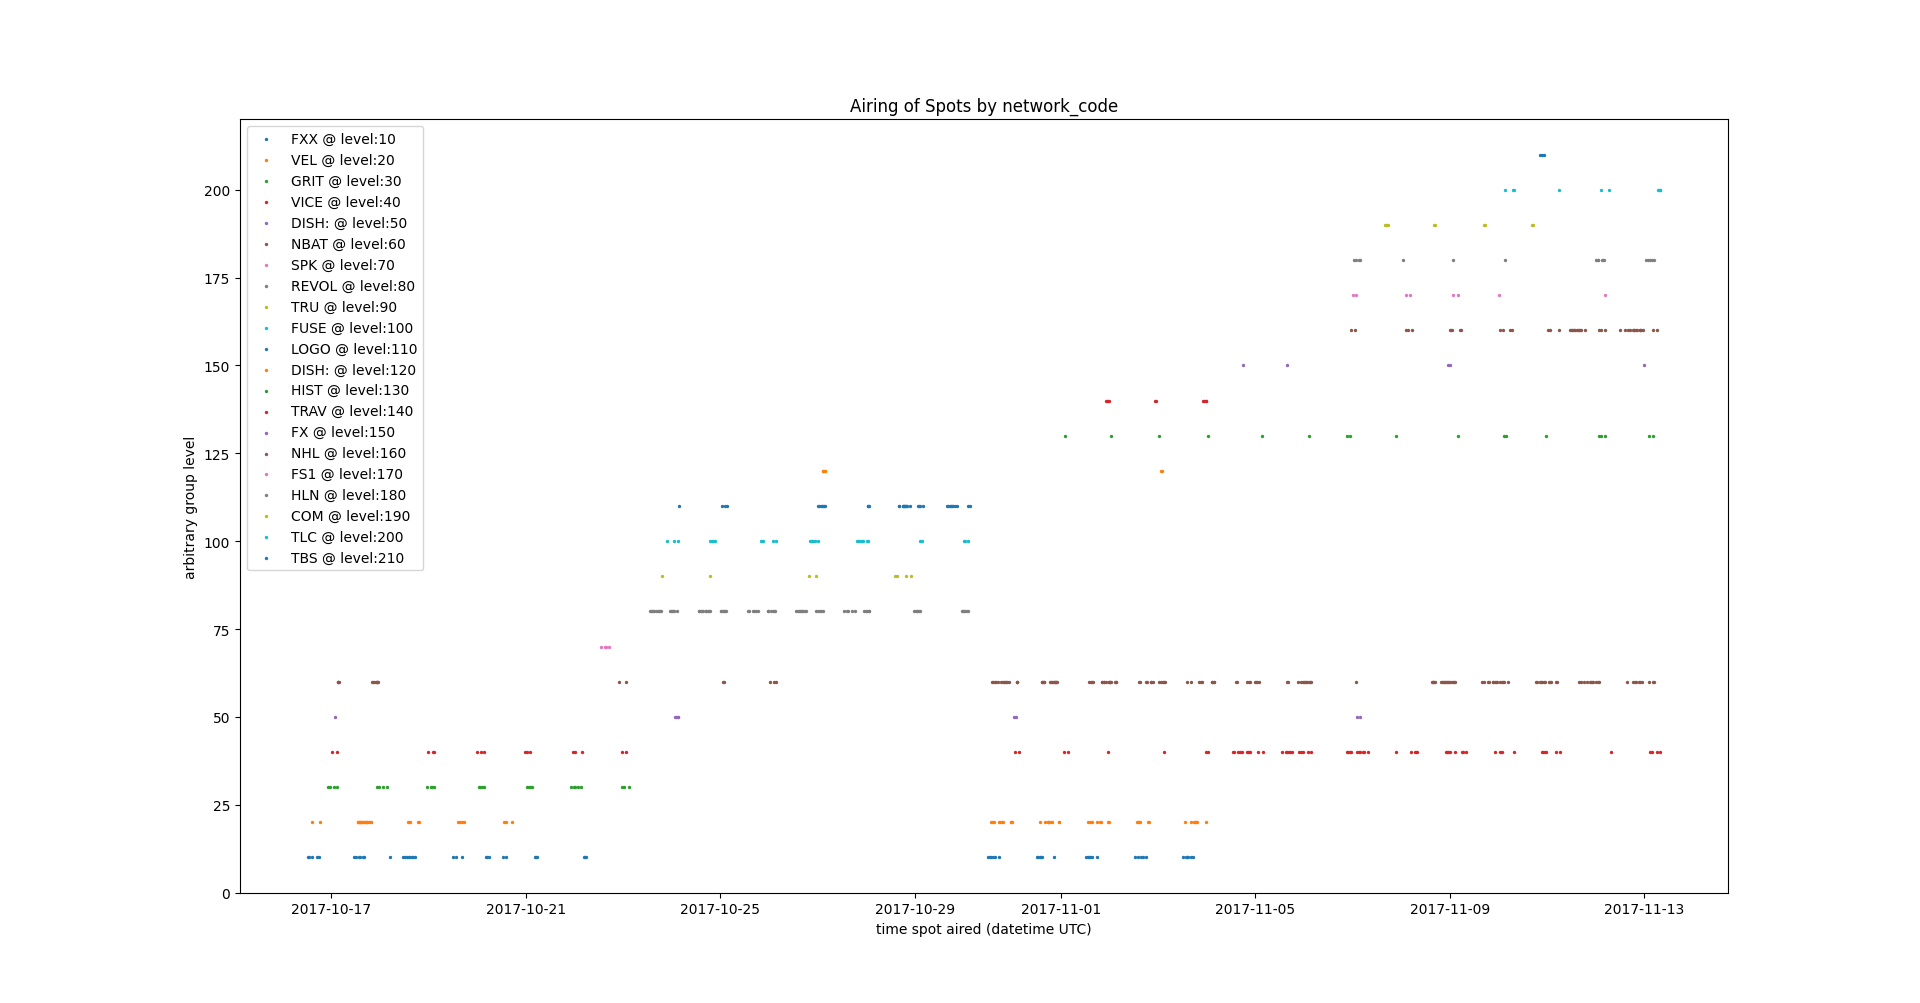 Airing of Spots by network_code
FXX @ level:10
VEL @ level:20
GRIT @ level:30
VICE @ level:40
DISH: @ level:50
NBAT @ level:60
SPK @ level:70
REVOL @ level:80
TRU @ level:90
FUSE @ level:100
LOGO @ level:110
DISH: @ level:120
HIST @ level:130
TRAV @ level:140
FX @ level:150
NHL @ level:160
FS1 @ level:170
HLN @ level:180
COM @ level:190
TLC @ level:200
TBS @ level:210
arbitrary group level
200
175
150
125
100
75
50
25
0
2017-10-17 2017-10-21 2017-10-25 2017-10-29 2017-11-01 2017-11-05 2017-11-09 2017-11-13
time spot aired (datetime UTC)